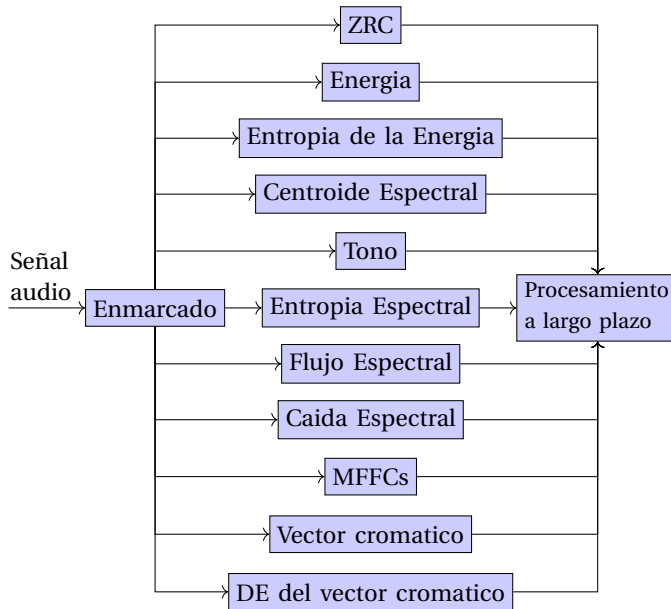 ZRC
Energia
Entropia de la Energia
Centroide Espectral
Tono
Señal
audio
Enmarcado
Entropia Espectral
Procesamiento
a largo plazo
Flujo Espectral
Caida Espectral
MFFCs
Vector cromatico
DE del vector cromatico